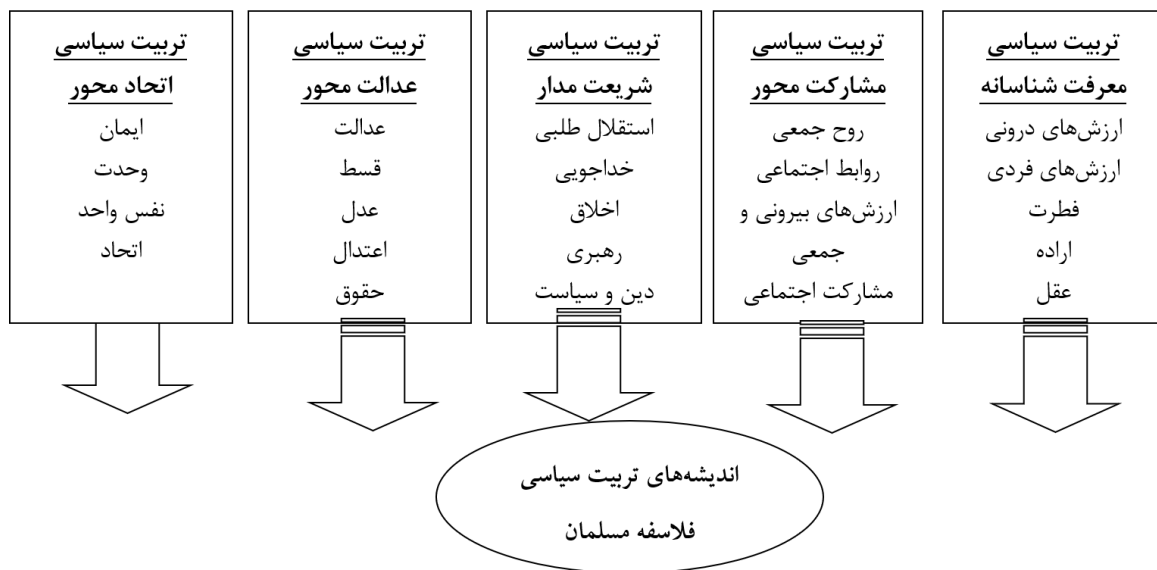 تربیت سیاسی
معرفت شناسانه
ارزش‌های درونی
ارزش‌های فردی
فطرت
اراده
عقل
تربیت سیاسی
مشارکت محور
روح جمعی
روابط اجتماعی
ارزش‌های بیرونی و
جمعی
مشارکت اجتماعی
تربیت سیاسی
شریعت مدار
استقلال طلبی
خداجویی
اخلاق
رهبری
دین و سیاست
تربیت سیاسی
عدالت محور
عدالت
قسط
عدل
اعتدال
حقوق
تربیت سیاسی
اتحاد محور
ایمان
وحدت
نفس واحد
اتحاد
اندیشه‌های تربیت سیاسی
فلاسفه مسلمان